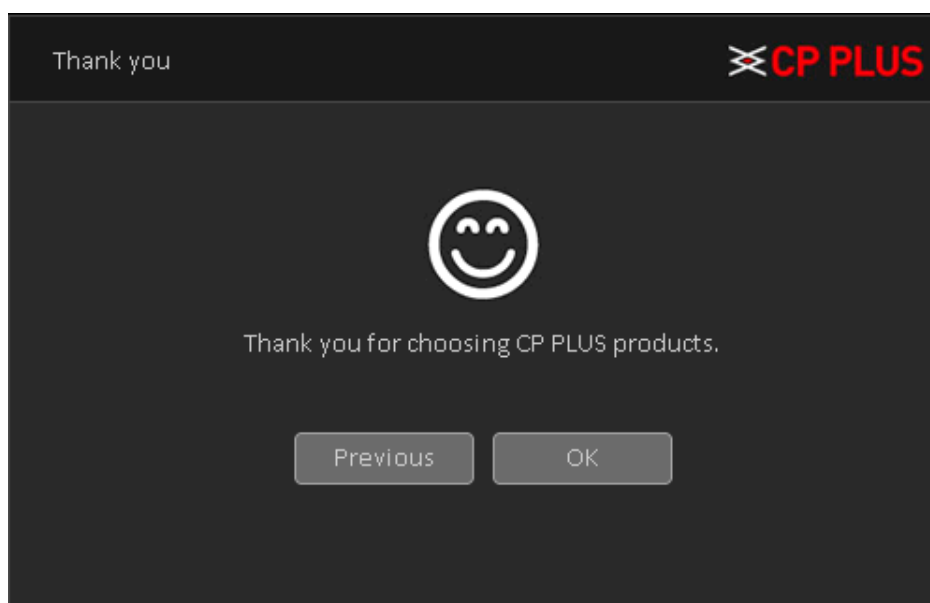 Thank you
CP PLUS
Thank you for choosing CP PLUS products.
Previous
OK